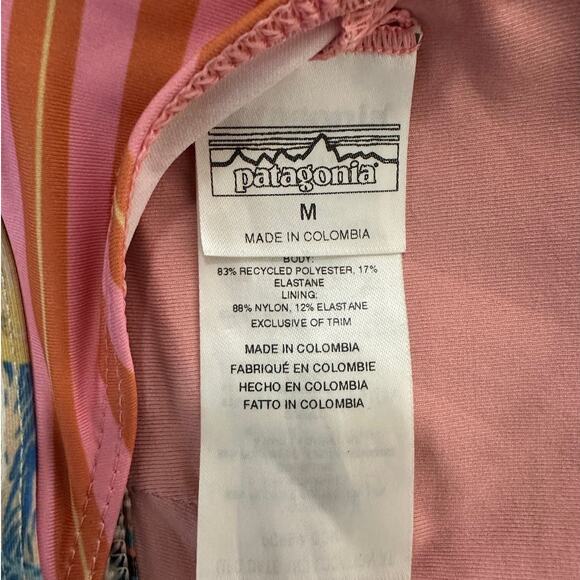 patagonia
M
MADE IN COLOMBIA
BODY:
83% RECYCLED POLYESTER, 17%
ELASTANE
LINING:
88% NYLON, 12% ELASTANE
EXCLUSIVE OF TRIM
MADE IN COLOMBIA
FABRIQUÉ EN COLOMBIE
HECHO EN COLOMBIA
FATTO IN COLOMBIA